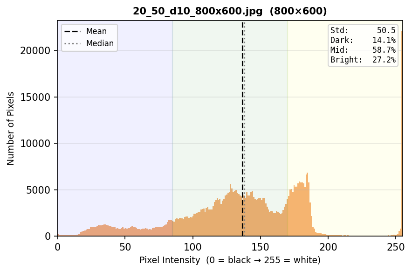 20_50_d10_800x600.jpg (800×600)
Mean
Median
Std: 50.5
Dark: 14.1%
Mid: 58.7%
Bright: 27.2%
Number of Pixels
20000
15000
10000
5000
0
0 50 100 150 200 250
Pixel Intensity (0 = black → 255 = white)